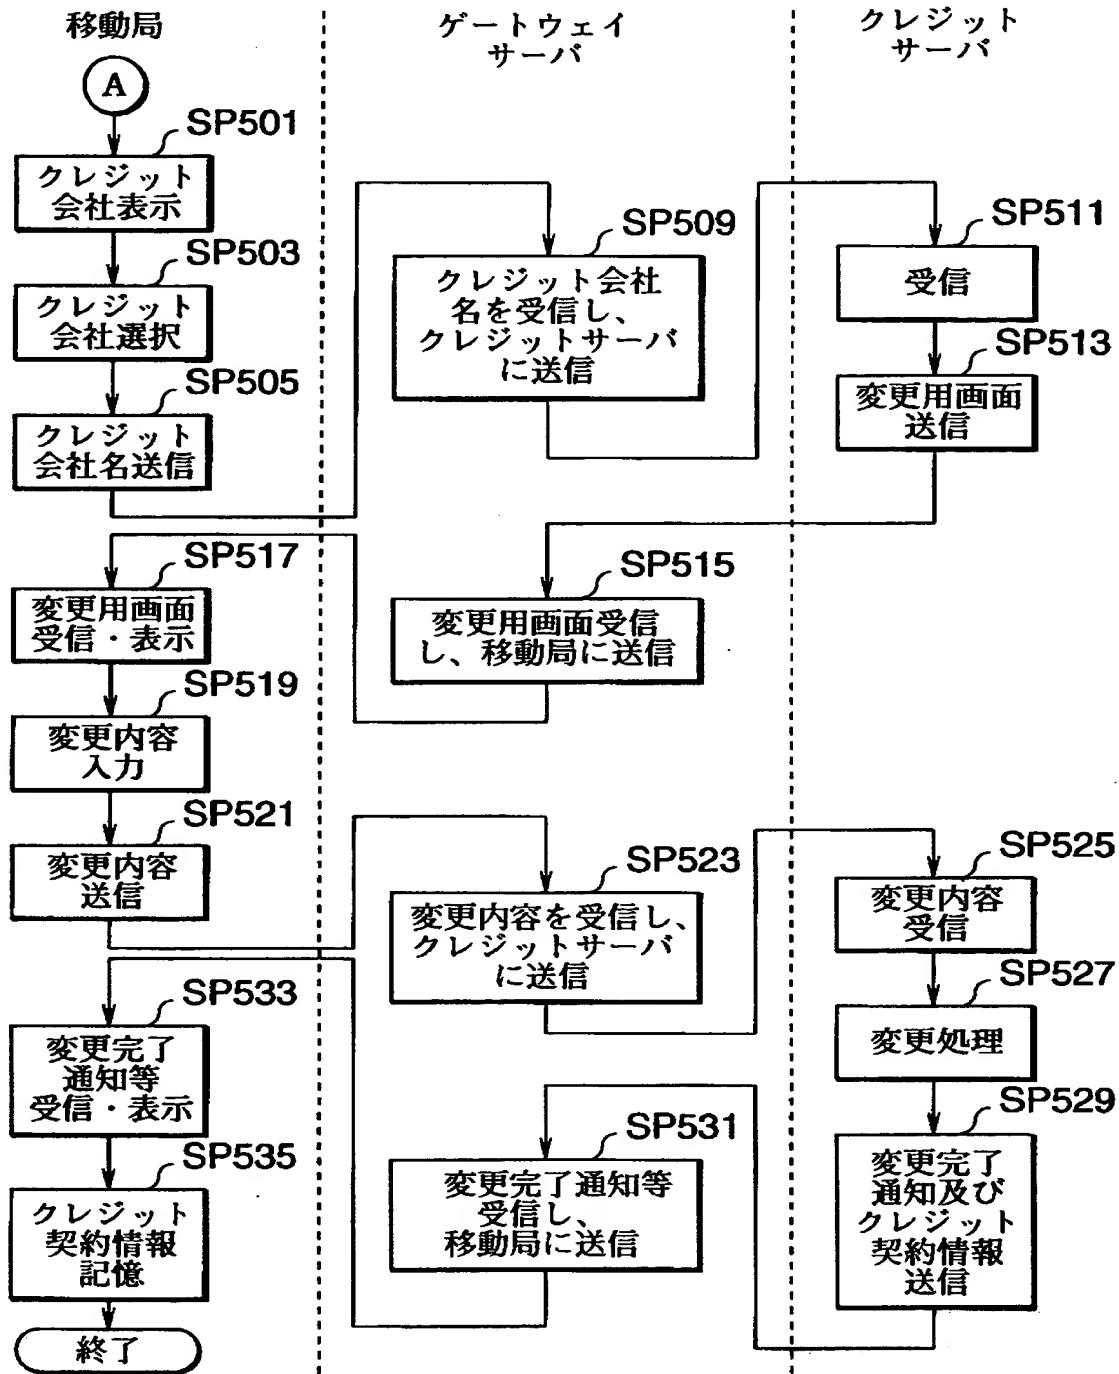 移動局
ゲートウェイ
サーバ
クレジット
サーバ
A
SP501
クレジット
会社表示
SP503
クレジット
会社選択
SP505
クレジット
会社名送信
SP509
クレジット会社
名を受信し、
クレジットサーバ
に送信
SP511
受信
SP513
変更用画面
送信
SP515
変更用画面受信
し、移動局に送信
SP517
変更用画面
受信・表示
SP519
変更内容
入力
SP521
変更内容
送信
SP523
変更内容を受信し、
クレジットサーバ
に送信
SP525
変更内容
受信
SP527
変更処理
SP529
変更完了
通知及び
クレジット
契約情報
送信
SP531
変更完了通知等
受信し、
移動局に送信
SP533
変更完了
通知等
受信・表示
SP535
クレジット
契約情報
記憶
終了